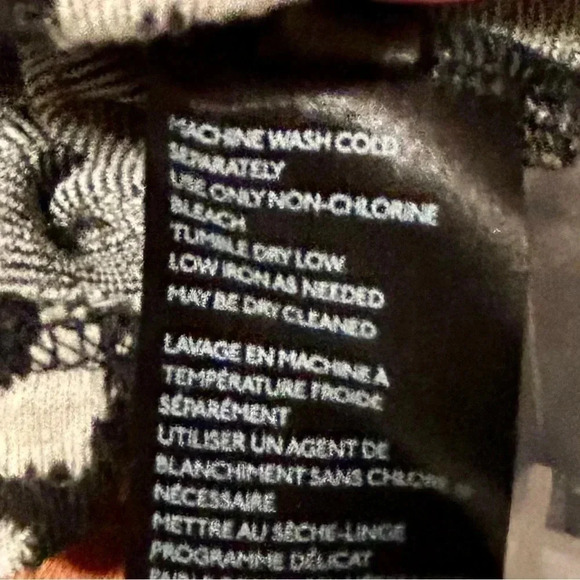 MACHINE WASH COLD
SEPARATELY
USE ONLY NON-CHLORINE
BLEACH
TUMBLE DRY LOW
LOW IRON AS NEEDED
MAY BE DRY CLEANED
LAVAGE EN MACHINE A
TEMPÉRATURE FROIDE
SÉPARÉMENT
UTILISER UN AGENT DE
BLANCHIMENT SANS CHLORE
NÉCESSAIRE
METTRE AU SÈCHE-LINGE
PROGRAMME DÉLICAT